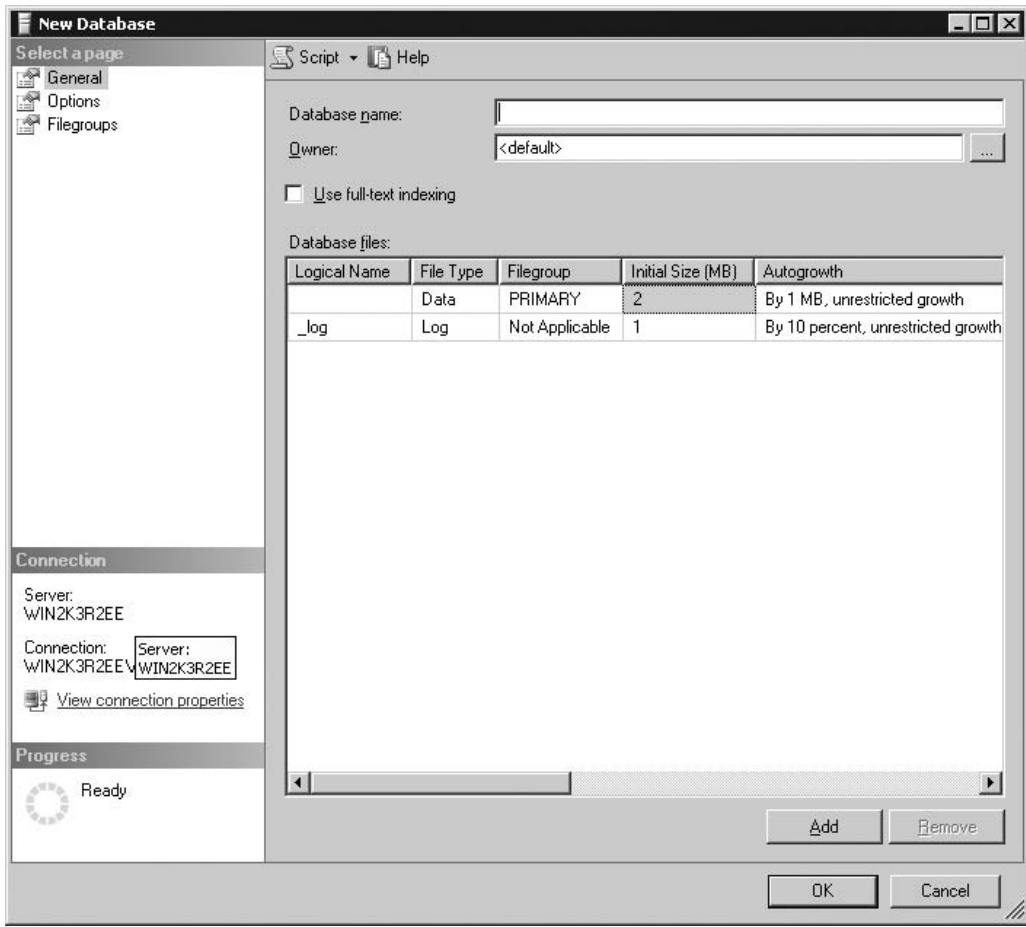 New Database
Select a page
General
Options
Filegroups
Script Help
Database name:
Owner: <default> ...
Use full-text indexing
Database files:
Logical Name File Type Filegroup Initial Size (MB) Autogrowth
Data PRIMARY 2 By 1 MB, unrestricted growth
_log Log Not Applicable 1 By 10 percent, unrestricted growth
Connection
Server:
WIN2K3R2EE
Connection:
WIN2K3R2EE\
Server:
WIN2K3R2EE
View connection properties
Progress
Ready
Add Remove
OK Cancel